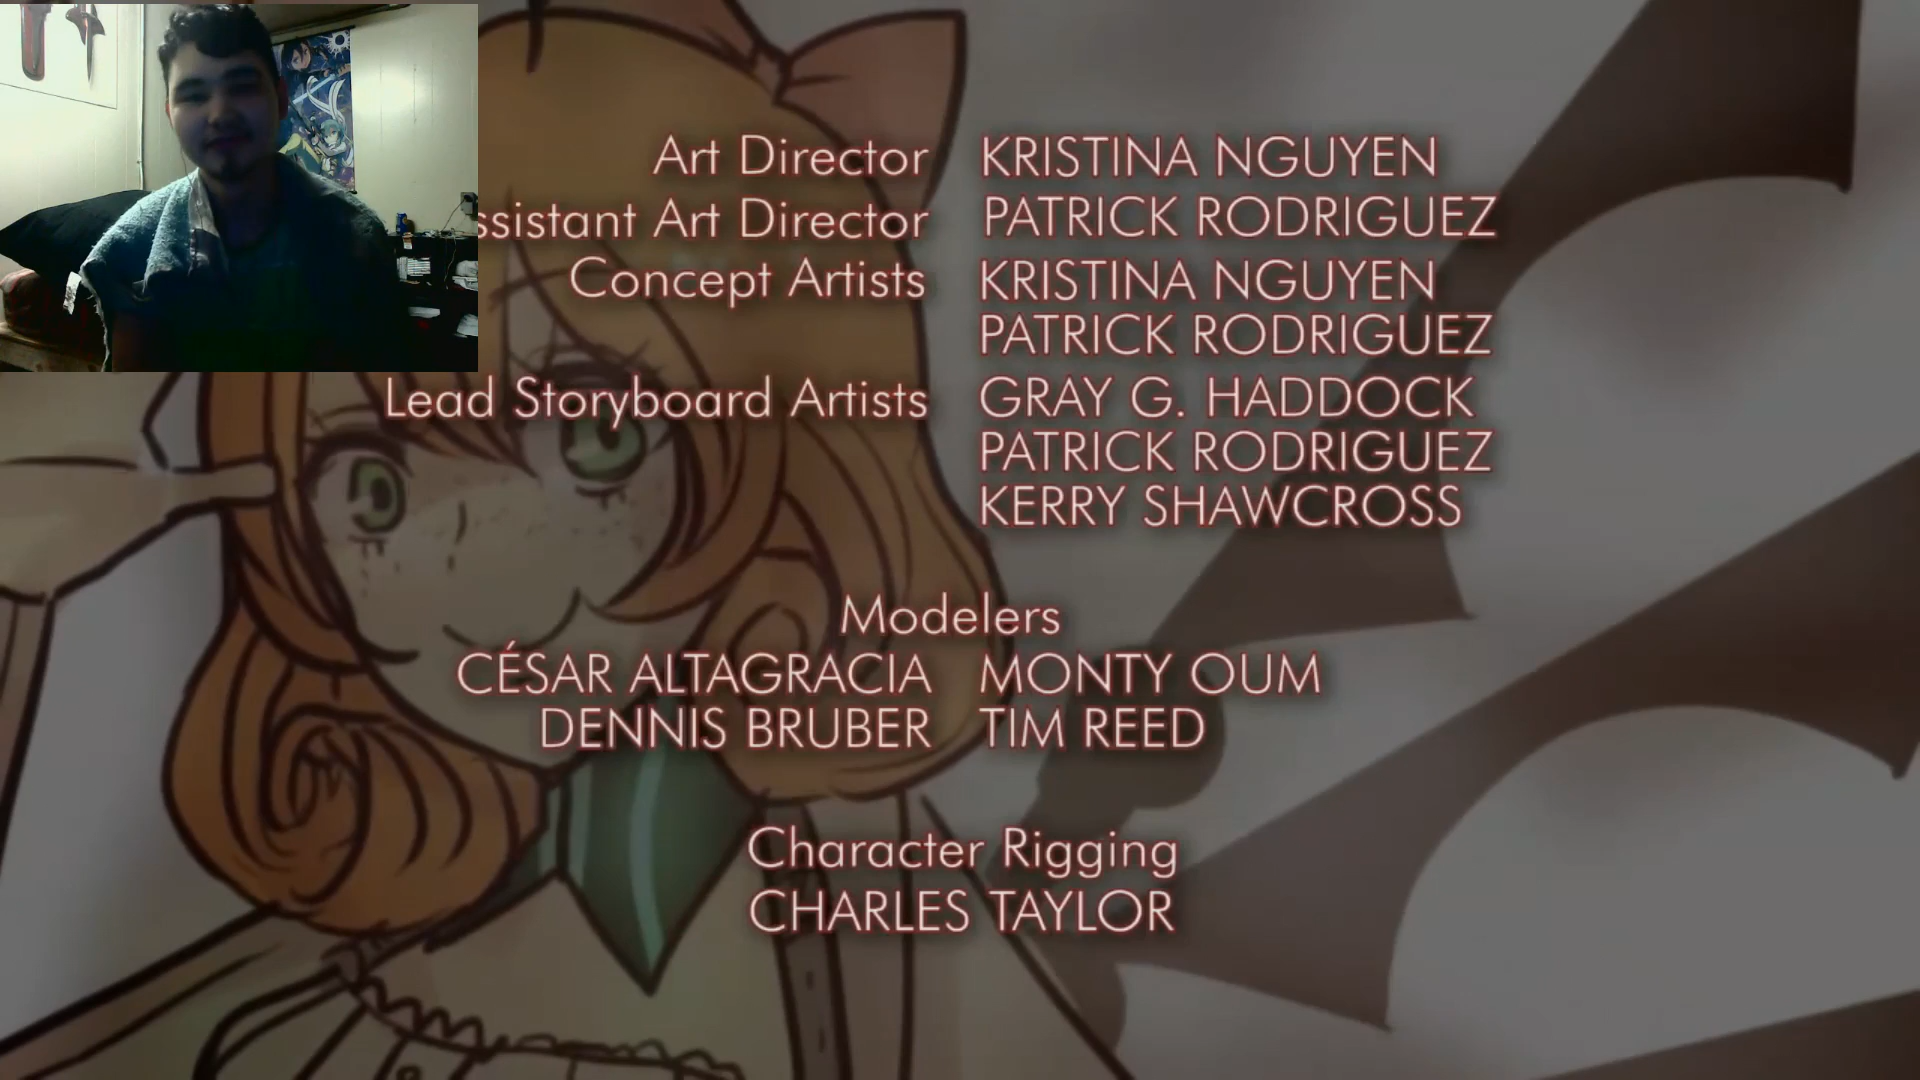 Art Director KRISTINA NGUYEN
ssistant Art Director PATRICK RODRIGUEZ
Concept Artists KRISTINA NGUYEN
PATRICK RODRIGUEZ
Lead Storyboard Artists GRAY G. HADDOCK
PATRICK RODRIGUEZ
KERRY SHAWCROSS
Modelers
CÉSAR ALTAGRACIA MONTY OUM
DENNIS BRUBER TIM REED
Character Rigging
CHARLES TAYLOR